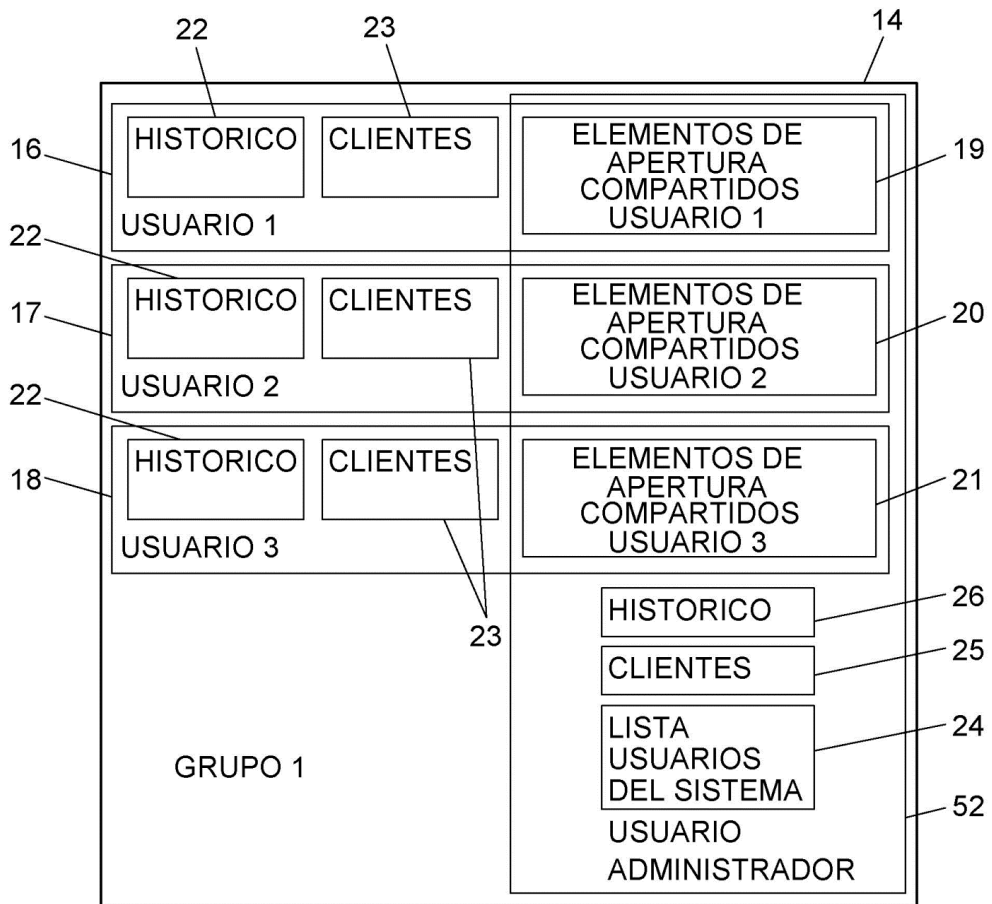 22
23
14
HISTORICO
CLIENTES
ELEMENTOS DE
APERTURA
COMPARTIDOS
USUARIO 1
16
19
USUARIO 1
22
HISTORICO
CLIENTES
ELEMENTOS DE
APERTURA
COMPARTIDOS
USUARIO 2
17
20
USUARIO 2
22
HISTORICO
CLIENTES
ELEMENTOS DE
APERTURA
COMPARTIDOS
USUARIO 3
18
21
USUARIO 3
23
HISTORICO
26
CLIENTES
25
LISTA
USUARIOS
DEL SISTEMA
24
GRUPO 1
52
USUARIO
ADMINISTRADOR